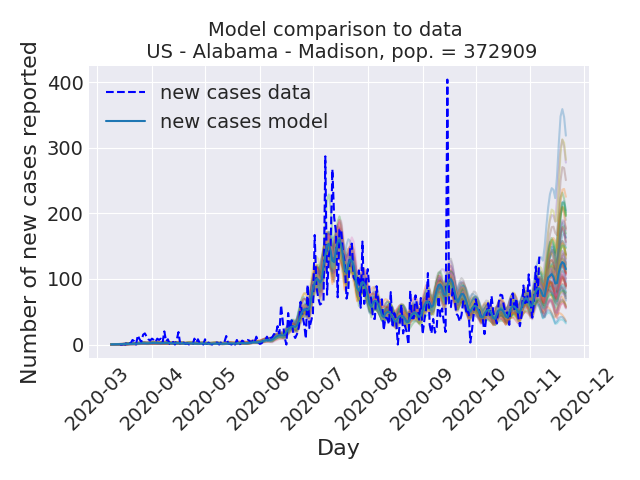 Model comparison to data
US - Alabama - Madison, pop. = 372909
Number of new cases reported
400
300
200
100
0
new cases data
new cases model
2020-03
2020-04
2020-05
2020-06
2020-07
2020-08
2020-09
2020-10
2020-11
2020-12
Day